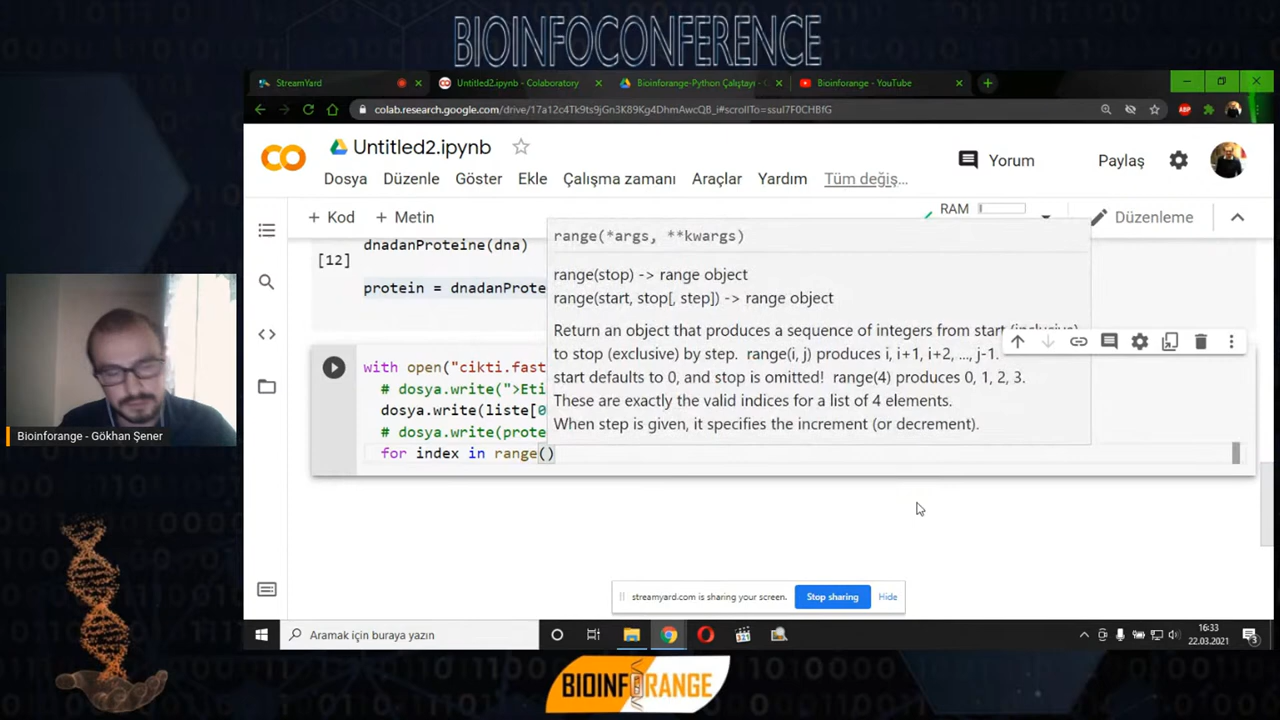 BIOINFOCONFERENCE
StreamYard
Untitled2.ipynb - Colaboratory
Bioinforange-Python Çalıştayı - G
Bioinforange - YouTube
colab.research.google.com/drive/17a12c4Tk9ts9jGn3K89Kg4DhmAwcQB_i#scrollTo=ssuI7F0CHBfG
Untitled2.ipynb
Yorum
Paylaş
Dosya Düzenle Göster Ekle Çalışma zamanı Araçlar Yardım Tüm değiş...
+ Kod + Metin
RAM
Düzenleme
dnadanProteine(dna)
[12]
protein = dnadanProte
range(*args, **kwargs)
range(stop) -> range object
range(start, stop[, step]) -> range object
Return an object that produces a sequence of integers from start (inclusive)
to stop (exclusive) by step. range(i, j) produces i, i+1, i+2, ..., j-1.
start defaults to 0, and stop is omitted! range(4) produces 0, 1, 2, 3.
These are exactly the valid indices for a list of 4 elements.
When step is given, it specifies the increment (or decrement).
with open("cikti.fast
# dosya.write(">Eti
dosya.write(liste[0
# dosya.write(prote
for index in range()
Bioinforange - Gökhan Şener
streamyard.com is sharing your screen.
Stop sharing
Hide
Aramak için buraya yazın
16:33
22.03.2021
3
BIOINFORANGE